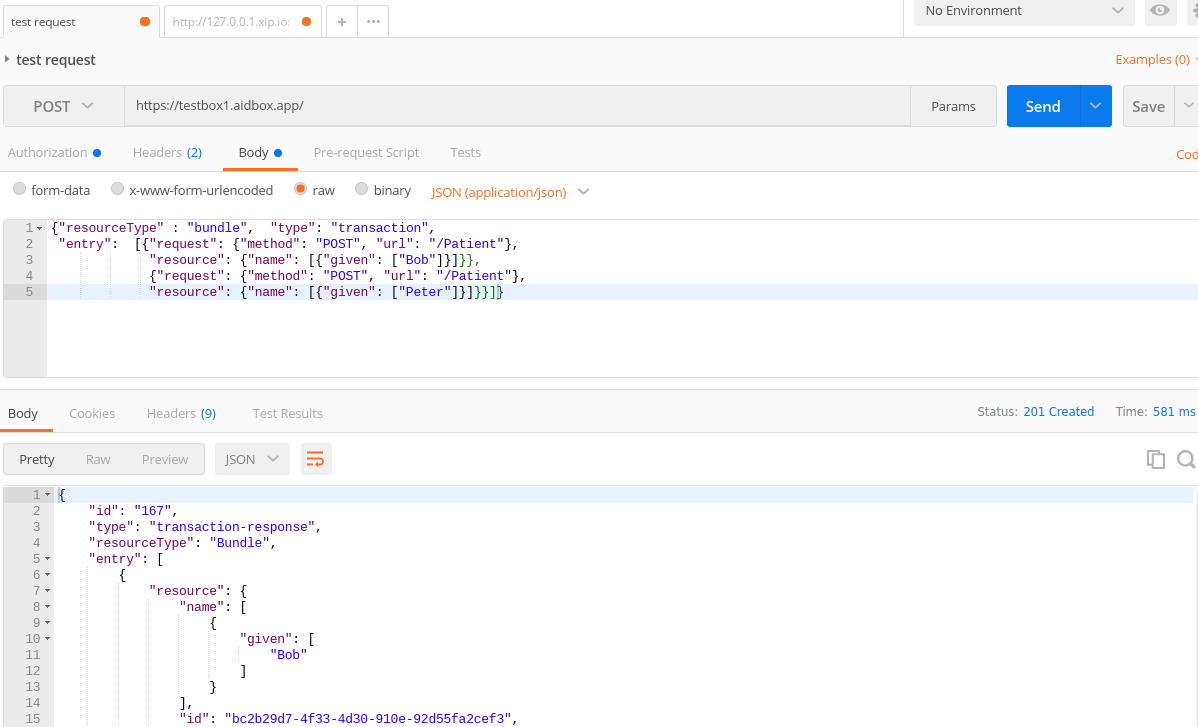 test request http://127.0.0.1.xip.io: + ••• No Environment
test request Examples (0)
POST https://testbox1.aidbox.app/ Params Send Save
Authorization Headers (2) Body Pre-request Script Tests Cod
form-data x-www-form-urlencoded raw binary JSON (application/json)
1 {"resourceType" : "bundle", "type": "transaction",
2 "entry": [{"request": {"method": "POST", "url": "/Patient"},
3 "resource": {"name": [{"given": ["Bob"]}]}},
4 {"request": {"method": "POST", "url": "/Patient"},
5 "resource": {"name": [{"given": ["Peter"]}]}}]}
Body Cookies Headers (9) Test Results Status: 201 Created Time: 581 ms
Pretty Raw Preview JSON
1 {
2 "id": "167",
3 "type": "transaction-response",
4 "resourceType": "Bundle",
5 "entry": [
6 {
7 "resource": {
8 "name": [
9 {
10 "given": [
11 "Bob"
12 ]
13 }
14 ],
15 "id": "bc2b29d7-4f33-4d30-910e-92d55fa2cef3",